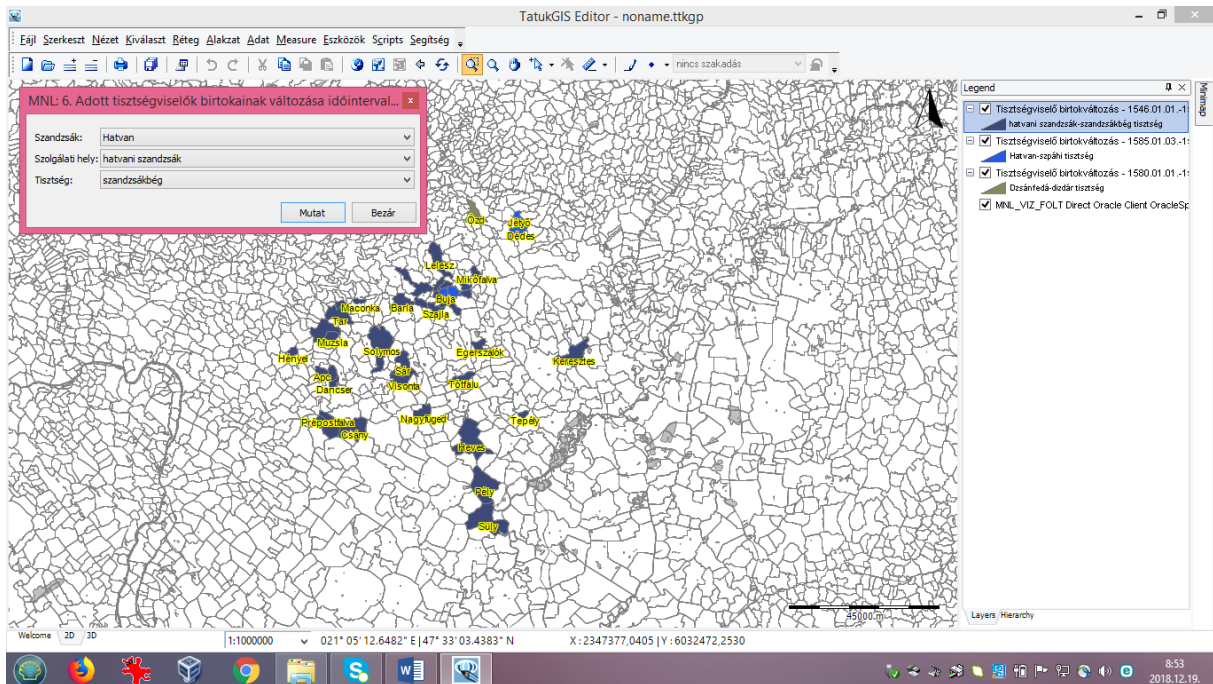 TatukGIS Editor - noname.ttkgp
Fájl Szerkeszt Nézet Kiválaszt Réteg Alakzat Adat Measure Eszközök Scripts Segítség
nincs szakadás
MNL: 6. Adott tisztségviselők birtokainak változása időinterval...
Szandzsák: Hatvan
Szolgálati hely: hatvani szandzsák
Tisztség: szandzsákbég
Mutat Bezár
Ózd
Jetyő
Dédes
Lelesz
Mikófalva
Buja
Maconka
Barla
Szajla
Tar
Muzsla
Hényel
Solymos
Egerszalók
Keresztes
Apc
Sár
Dancser
Visonta
Tótfalu
Prépostfalva
Nagyfüged
Tepély
Csány
Heves
Pély
Süly
45000 m
Legend
Tisztségviselő birtokváltozás - 1546.01.01.-1
hatvani szandzsák-szandzsákbég tisztség
Tisztségviselő birtokváltozás - 1585.01.03.-1
Hatvan-szpáhi tisztség
Tisztségviselő birtokváltozás - 1580.01.01.-1
Dzsánfedá-dizdár tisztség
MNL_VIZ_FOLT Direct Oracle Client OracleSp
Minimap
Layers Hierarchy
Welcome 2D 3D
1:1000000
021° 05' 12.6482" E | 47° 33' 03.4383" N
X : 2347377,0405 | Y : 6032472,2530
8:53
2018.12.19.